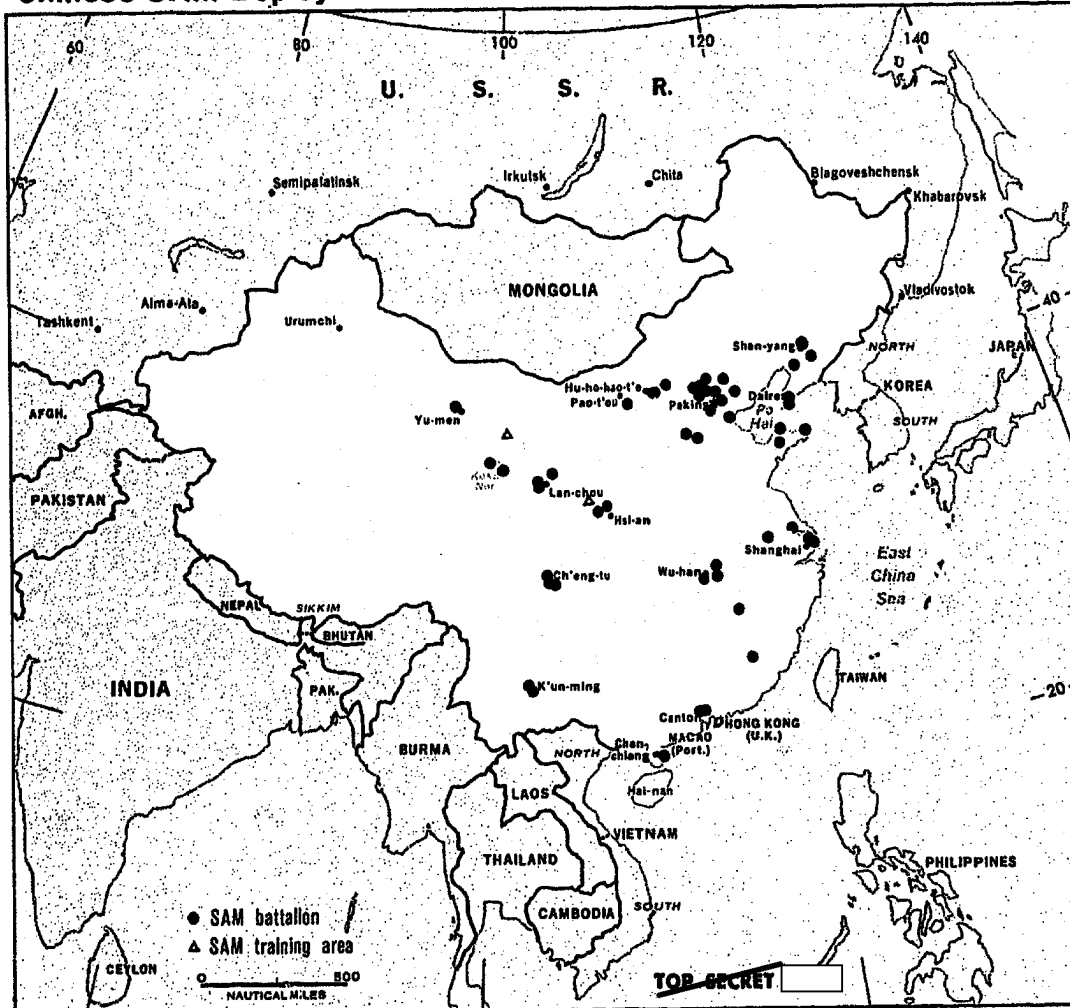 60
80
100
120
140
U. S. S. R.
Semipalatinsk
Irkutsk
Chita
Blagoveshchensk
Khabarovsk
MONGOLIA
Alma-Ata
Tashkent
Urumchi
Vladivostok
40
Shen-yang
NORTH
JAPAN
Hu-ho-hao-t'e
Pao-t'ou
Peking
Dairen
Po
Hai
KOREA
SOUTH
AFGH.
Yu-men
PAKISTAN
Koko
Nor
Lan-chou
Hsi-an
Shanghai
East
China
Sea
Ch'eng-tu
Wu-han
NEPAL
SIKKIM
BHUTAN
INDIA
PAK.
K'un-ming
TAIWAN
20
Canton
HONG KONG
(U.K.)
MACAO
(Port.)
BURMA
NORTH
Chan-
chiang
Hai-nan
LAOS
VIETNAM
THAILAND
PHILIPPINES
CAMBODIA
SOUTH
SAM battalion
SAM training area
CEYLON
0 500
NAUTICAL MILES
TOP SECRET